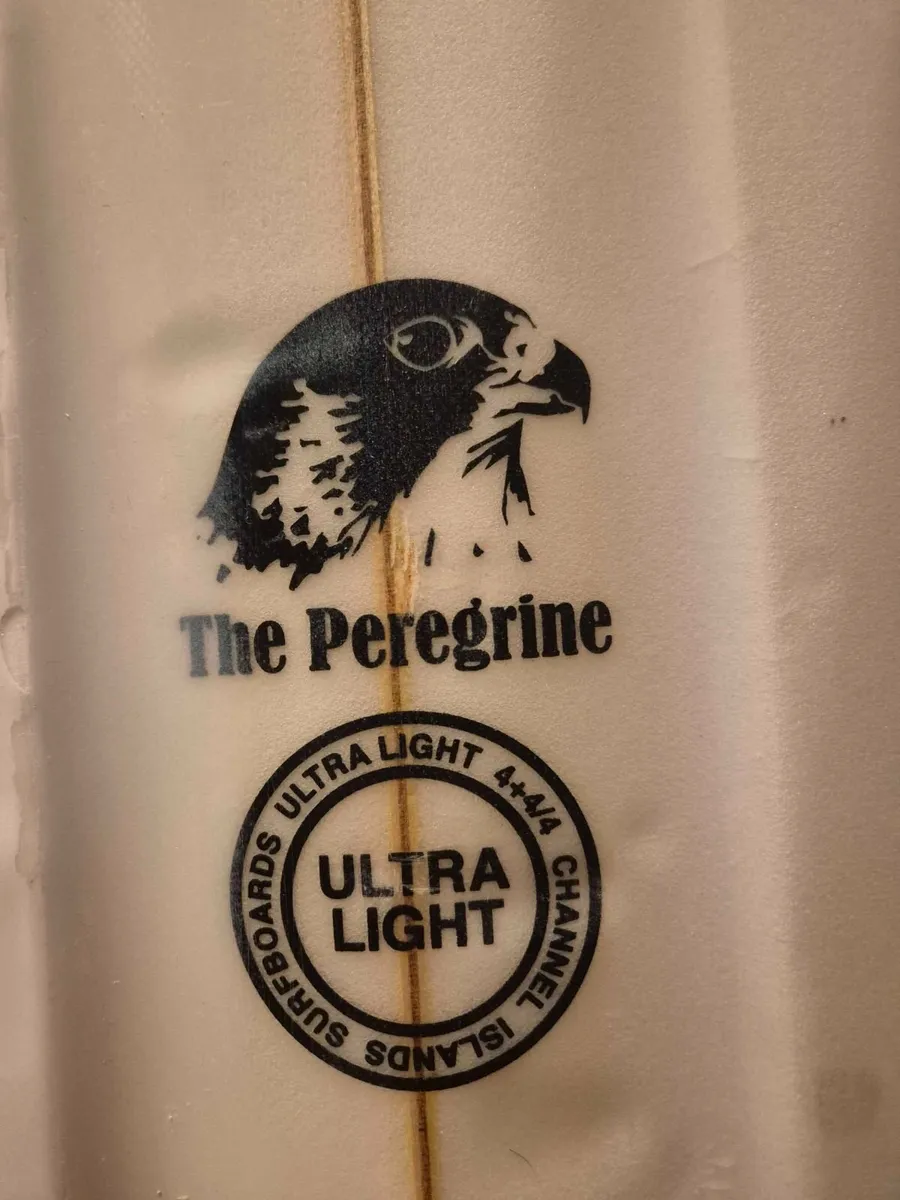 The Peregrine
ULTRA LIGHT 4+4/4 CHANNEL ISLANDS SURFBOARDS
ULTRA
LIGHT